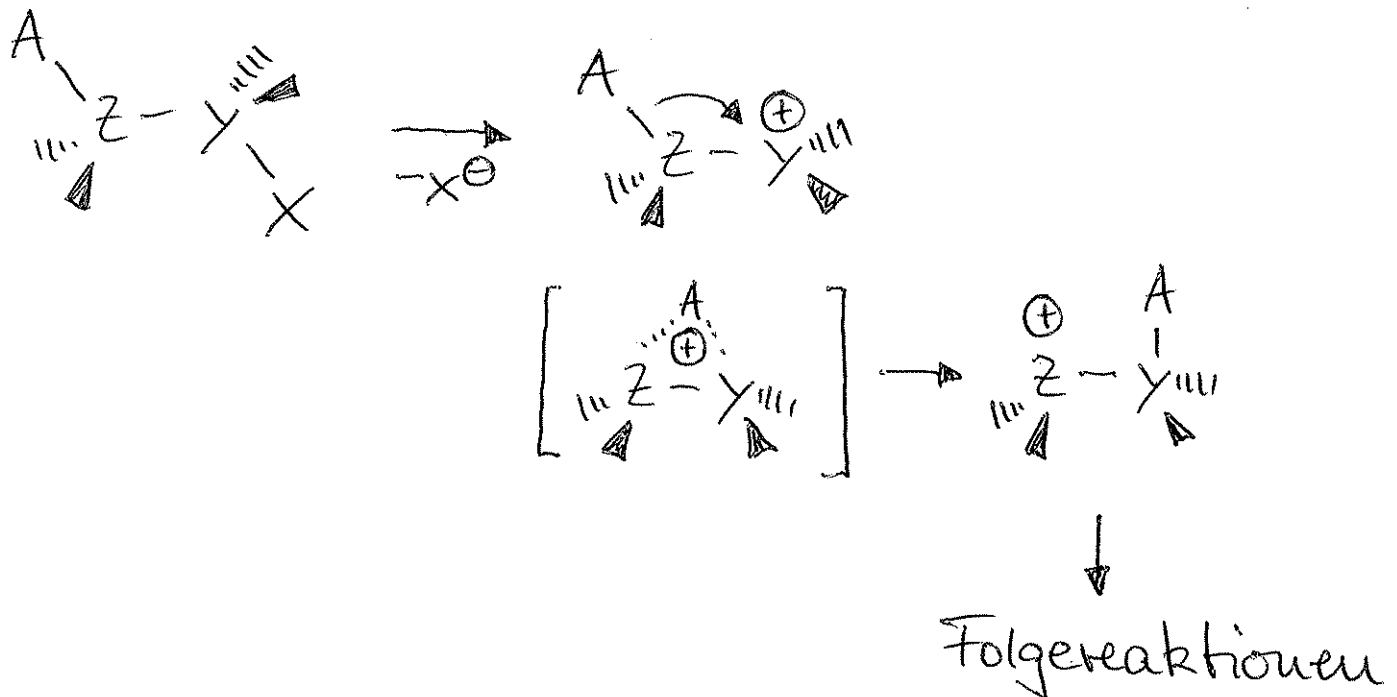 A A ⊕
Z – Y Z – Y
X –X⊖
A ⊕ A
⊕
Z – Y Z – Y
Folgereaktionen